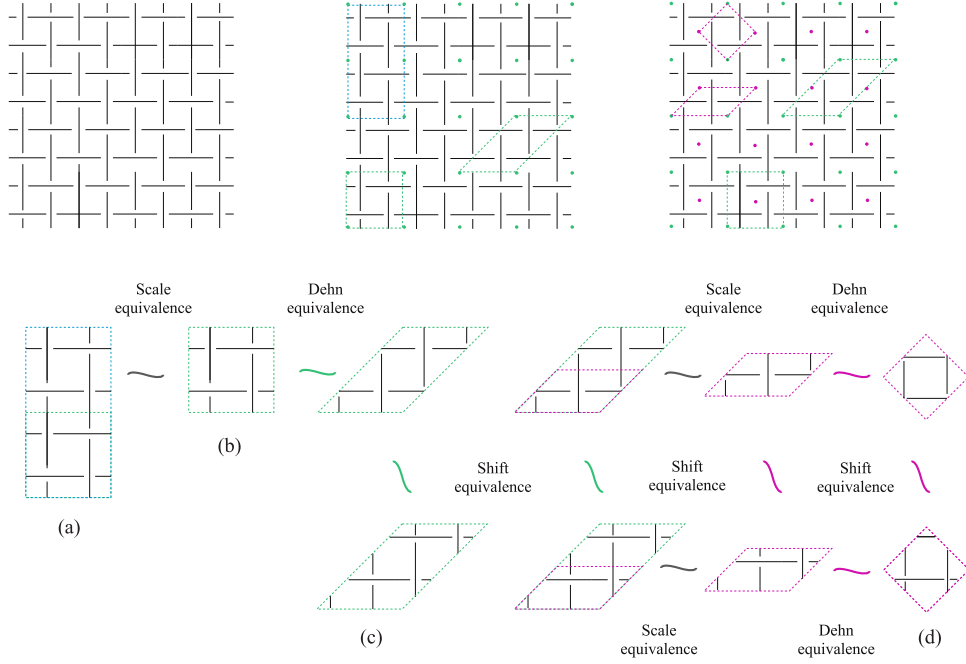 Scale
equivalence
Dehn
equivalence
Scale
equivalence
Dehn
equivalence
(b)
Shift
equivalence
Shift
equivalence
Shift
equivalence
(a)
(c)
Scale
equivalence
Dehn
equivalence
(d)